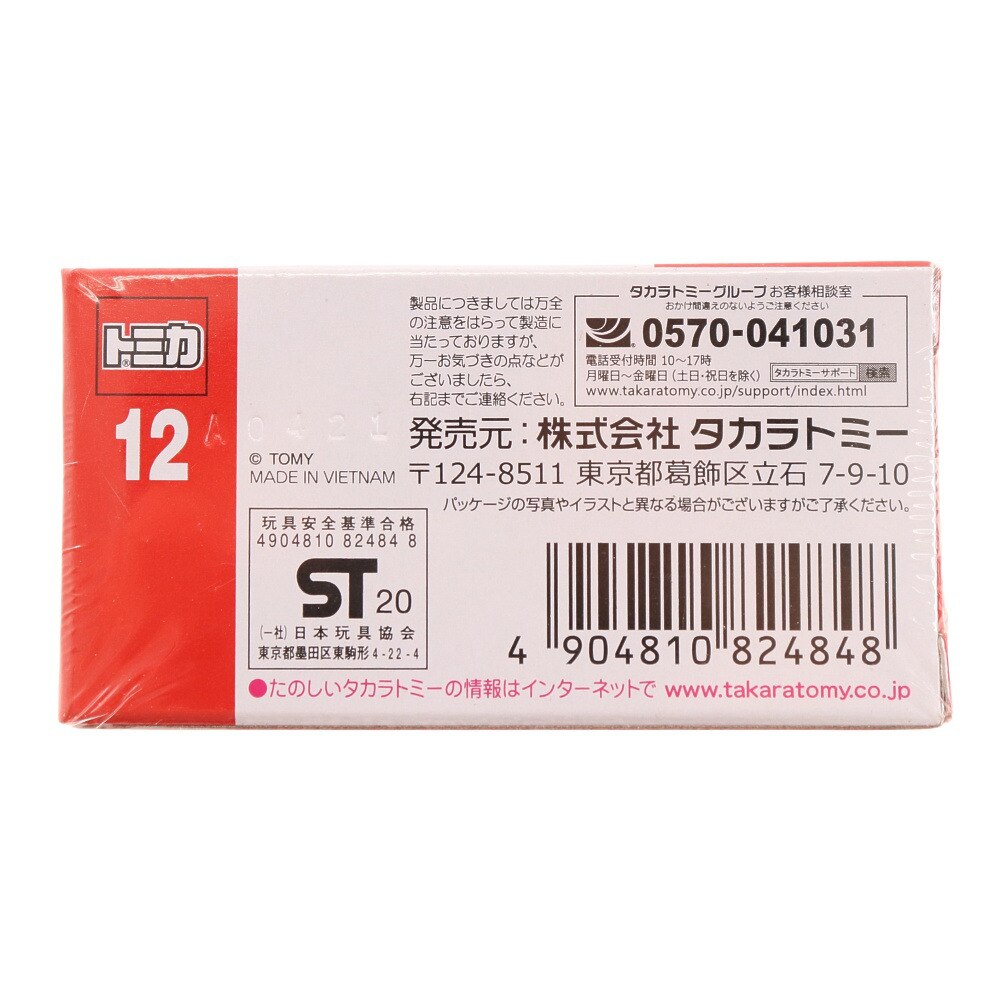 トミカ
®
12
A0421
© TOMY
MADE IN VIETNAM
製品につきましては万全
の注意をはらって製造に
当たっておりますが、
万一お気づきの点などが
ございましたら、
右記までご連絡ください。
タカラトミーグループ お客様相談室
おかけ間違えのないようご注意ください
0570-041031
電話受付時間 10〜17時
月曜日〜金曜日 (土日・祝日を除く) タカラトミーサポート 検索
www.takaratomy.co.jp/support/index.html
発売元:株式会社 タカラトミー
〒124-8511 東京都葛飾区立石 7-9-10
パッケージの写真やイラストと異なる場合がございますがご了承ください。
玩具安全基準合格
4904810 82484 8
ST 20
(一社)日本玩具協会
東京都墨田区東駒形 4-22-4
4 904810 824848
●たのしいタカラトミーの情報はインターネットで www.takaratomy.co.jp